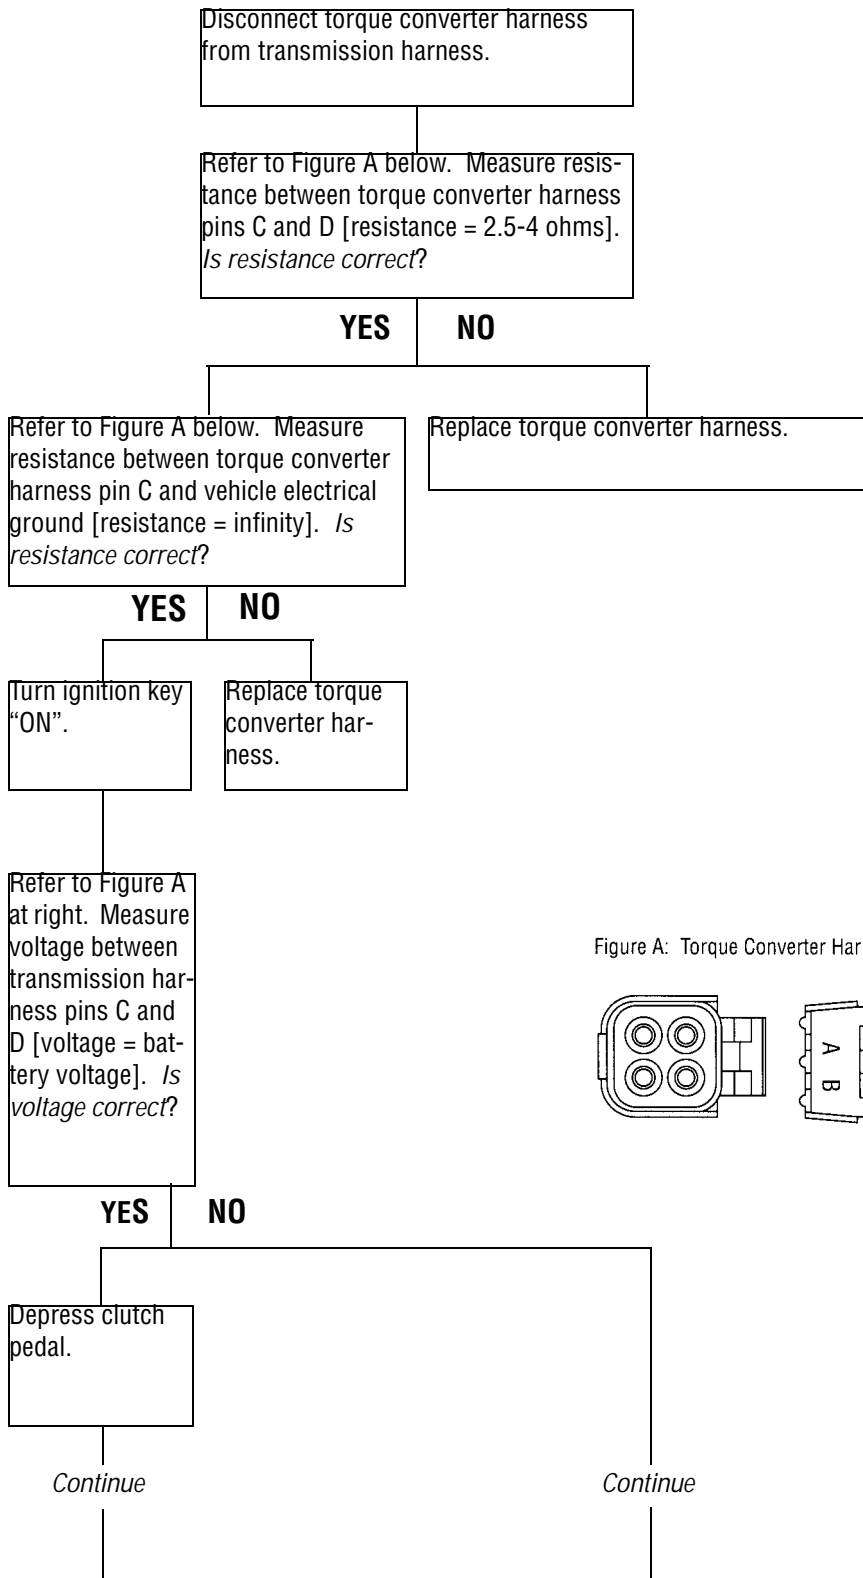 Disconnect torque converter harness
from transmission harness.
Refer to Figure A below. Measure resis-
tance between torque converter harness
pins C and D [resistance = 2.5-4 ohms].
Is resistance correct?
YES NO
Refer to Figure A below. Measure
resistance between torque converter
harness pin C and vehicle electrical
ground [resistance = infinity]. Is
resistance correct?
Replace torque converter harness.
YES NO
Turn ignition key
“ON”.
Replace torque
converter har-
ness.
Refer to Figure A
at right. Measure
voltage between
transmission har-
ness pins C and
D [voltage = bat-
tery voltage]. Is
voltage correct?
Figure A: Torque Converter Har
A
B
YES NO
Depress clutch
pedal.
Continue
Continue